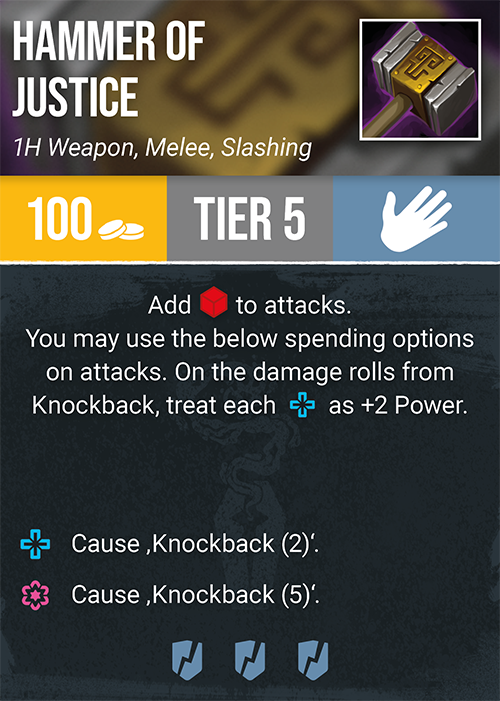 HAMMER OF
JUSTICE
1H Weapon, Melee, Slashing
100
TIER 5
Add to attacks.
You may use the below spending options
on attacks. On the damage rolls from
Knockback, treat each as +2 Power.
Cause ‚Knockback (2)‘.
Cause ‚Knockback (5)‘.